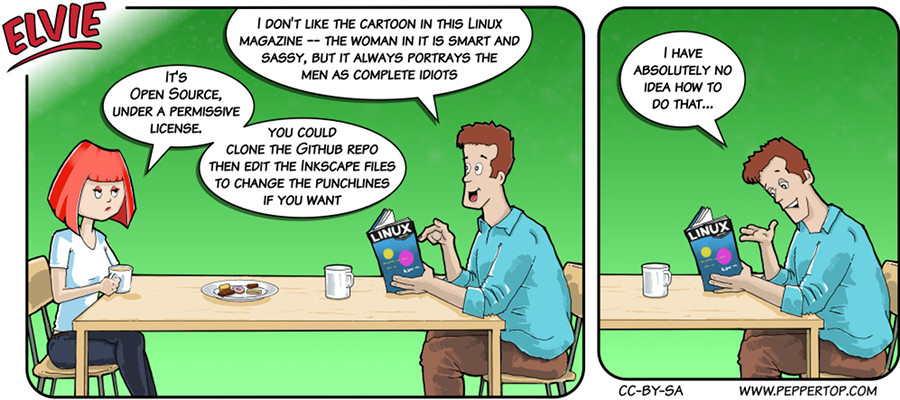 ELVIE
I DON'T LIKE THE CARTOON IN THIS LINUX
MAGAZINE -- THE WOMAN IN IT IS SMART AND
SASSY, BUT IT ALWAYS PORTRAYS THE
MEN AS COMPLETE IDIOTS
IT'S
OPEN SOURCE,
UNDER A PERMISSIVE
LICENSE.
YOU COULD
CLONE THE GITHUB REPO
THEN EDIT THE INKSCAPE FILES
TO CHANGE THE PUNCHLINES
IF YOU WANT
LINUX
I HAVE
ABSOLUTELY NO
IDEA HOW TO
DO THAT...
LINUX
CC-BY-SA
WWW.PEPPERTOP.COM